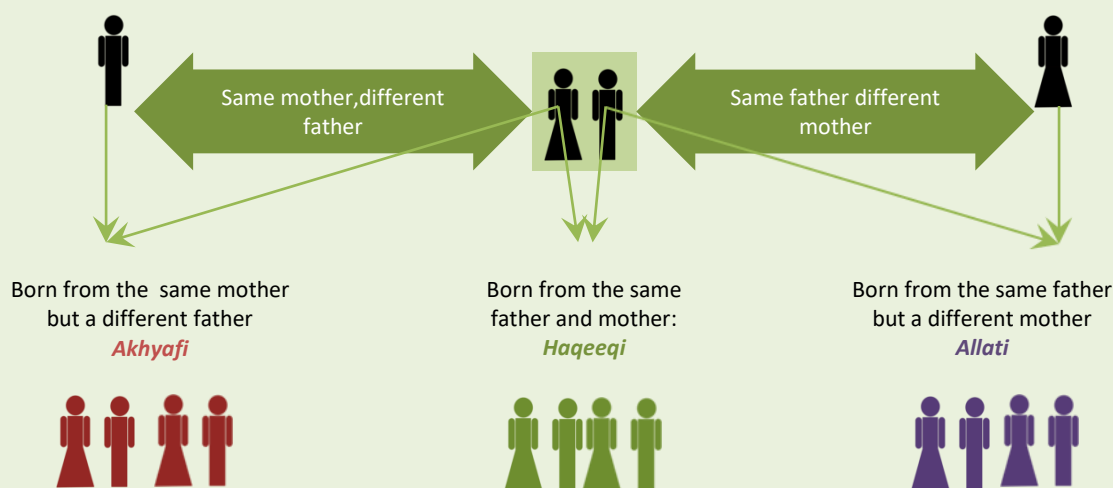 Same mother,different
father
Same father different
mother
Born from the  same mother
but a different father
Akhyafi
Born from the same
father and mother:
Haqeeqi
Born from the same father
but a different mother
Allati